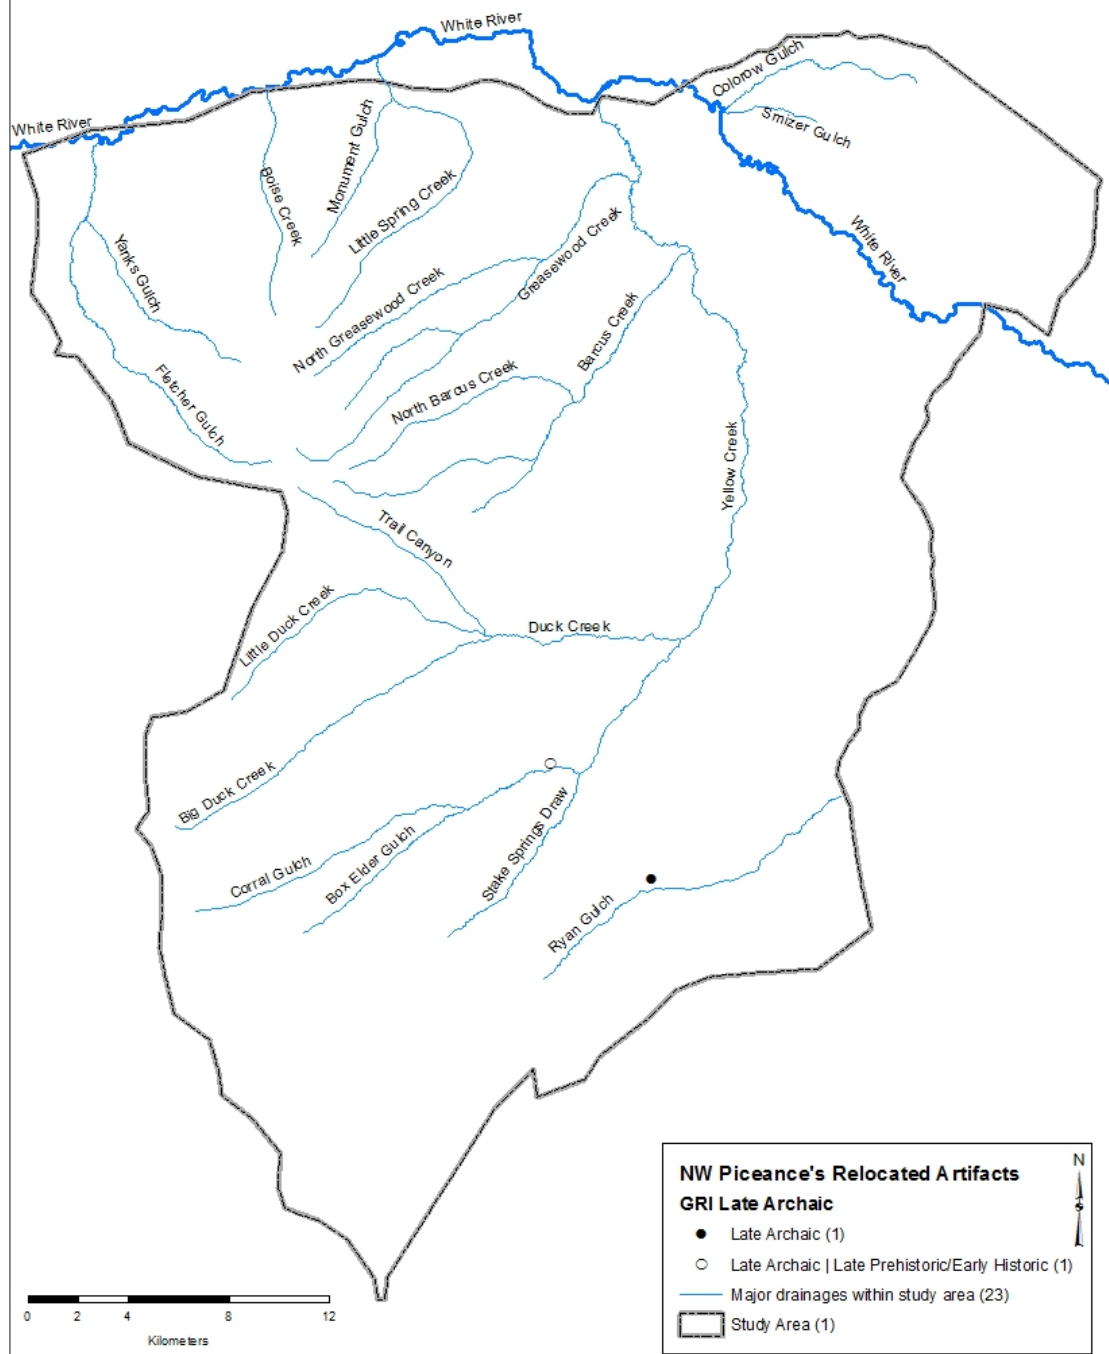 White River
Colorow Gulch
Smizer Gulch
White River
Monument Gulch
Boise Creek
Little Spring Creek
Yanks Gulch
Greasewood Creek
White River
North Greasewood Creek
Barcus Creek
North Barcus Creek
Fletcher Gulch
Yellow Creek
Trail Canyon
Little Duck Creek
Duck Creek
Big Duck Creek
Stake Springs Draw
Corral Gulch
Box Elder Gulch
Ryan Gulch
NW Piceance's Relocated Artifacts
N
GRI Late Archaic
Late Archaic (1)
Late Archaic | Late Prehistoric/Early Historic (1)
Major drainages within study area (23)
Study Area (1)
0 2 4 8 12
Kilometers